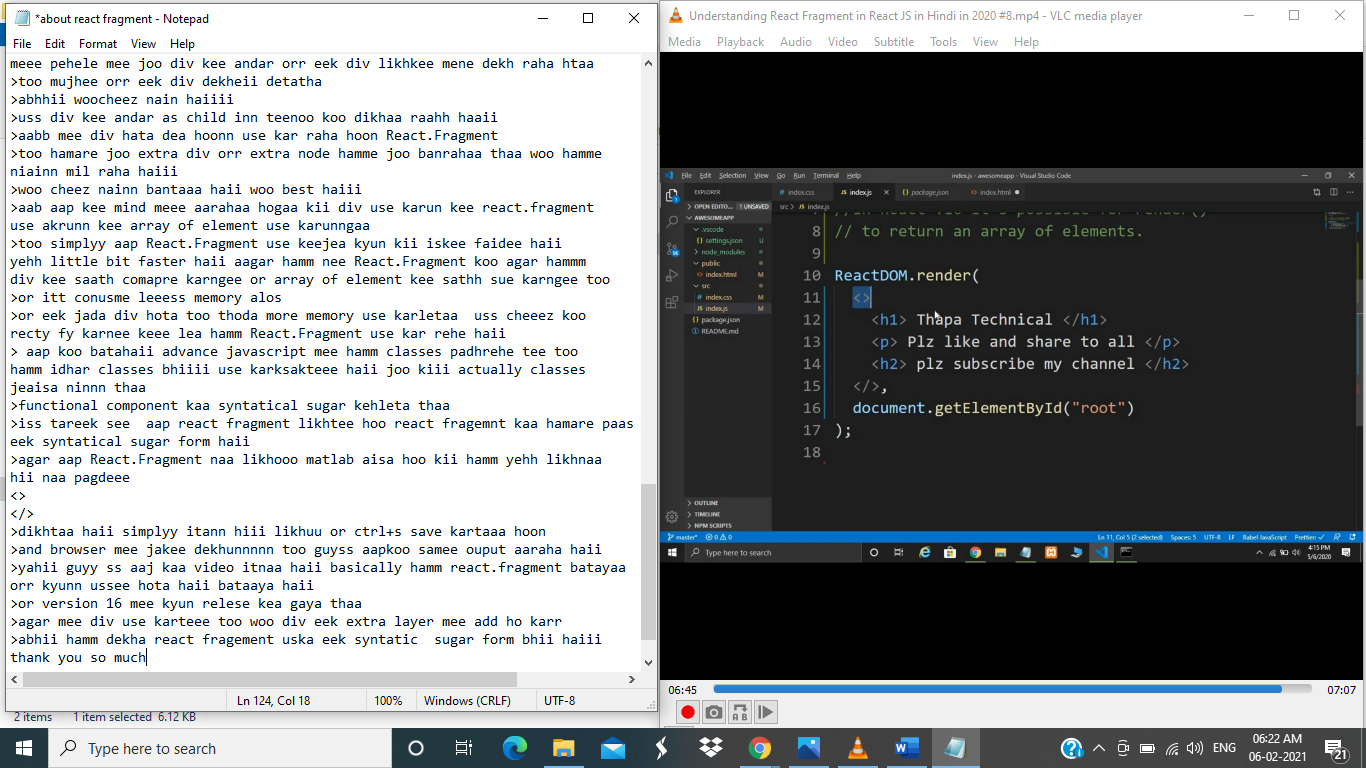 *about react fragment - Notepad
File Edit Format View Help
meee pehele mee joo div kee andar orr eek div likhkee mene dekh raha htaa
>too mujhee orr eek div dekheii detatha
>abhhii woocheez nain haiiii
>uss div kee andar as child inn teenoo koo dikhaa raahh haaii
>aabb mee div hata dea hoonn use kar raha hoon React.Fragment
>too hamare joo extra div orr extra node hamme joo banrahaa thaa woo hamme
niainn mil raha haiii
>woo cheez nainn bantaaa haii woo best haiii
>aab aap kee mind meee aarahaa hogaa kii div use karun kee react.fragment
use akrunn kee array of element use karunngaa
>too simplyy aap React.Fragment use keejea kyun kii iskee faidee haii
yehh little bit faster haii aagar hamm nee React.Fragment koo agar hammm
div kee saath comapre karngee or array of element kee sathh sue karngee too
>or itt conusme leeess memory alos
>or eek jada div hota too thoda more memory use karletaa  uss cheeez koo
recty fy karnee keee lea hamm React.Fragment use kar rehe haii
> aap koo batahaii advance javascript mee hamm classes padhrehe tee too
hamm idhar classes bhiiii use karksakteee haii joo kiii actually classes
jeaisa ninnn thaa
>functional component kaa syntatical sugar kehleta thaa
>iss tareek see  aap react fragment likhtee hoo react fragemnt kaa hamare paas
eek syntatical sugar form haii
>agar aap React.Fragment naa likhooo matlab aisa hoo kii hamm yehh likhnaa
hii naa pagdeee
<>
</>
>dikhtaa haii simplyy itann hiii likhuu or ctrl+s save kartaaa hoon
>and browser mee jakee dekhunnnnn too guyss aapkoo samee ouput aaraha haii
>yahii guyy ss aaj kaa video itnaa haii basically hamm react.fragment batayaa
orr kyunn ussee hota haii bataaya haii
>or version 16 mee kyun relese kea gaya thaa
>agar mee div use karteee too woo div eek extra layer mee add ho karr
>abhii hamm dekha react fragement uska eek syntatic  sugar form bhii haiii
thank you so much
Ln 124, Col 18 100% Windows (CRLF) UTF-8
2 items 1 item selected 6.12 KB
Understanding React Fragment in React JS in Hindi in 2020 #8.mp4 - VLC media player
Media Playback Audio Video Subtitle Tools View Help
File Edit Selection View Go Run Terminal Help index.js - awesomeapp - Visual Studio Code
EXPLORER
OPEN EDITO... 1 UNSAVED
AWESOMEAPP
.vscode
settings.json U
node_modules
public
index.html M
src
index.css M
index.js M
package.json
README.md
OUTLINE
TIMELINE
NPM SCRIPTS
index.css index.js package.json index.html
src > index.js
8 // to return an array of elements.
9
10 ReactDOM.render(
11 <>
12 <h1> Thapa Technical </h1>
13 <p> Plz like and share to all </p>
14 <h2> plz subscribe my channel </h2>
15 </>,
16 document.getElementById("root")
17 );
18
master* 0 0 Ln 11, Col 5 (2 selected) Spaces: 5 UTF-8 LF Babel JavaScript Prettier: ✓
Type here to search
4:15 PM
5/6/2020
06:45 07:07
Type here to search
ENG
06:22 AM
06-02-2021
21